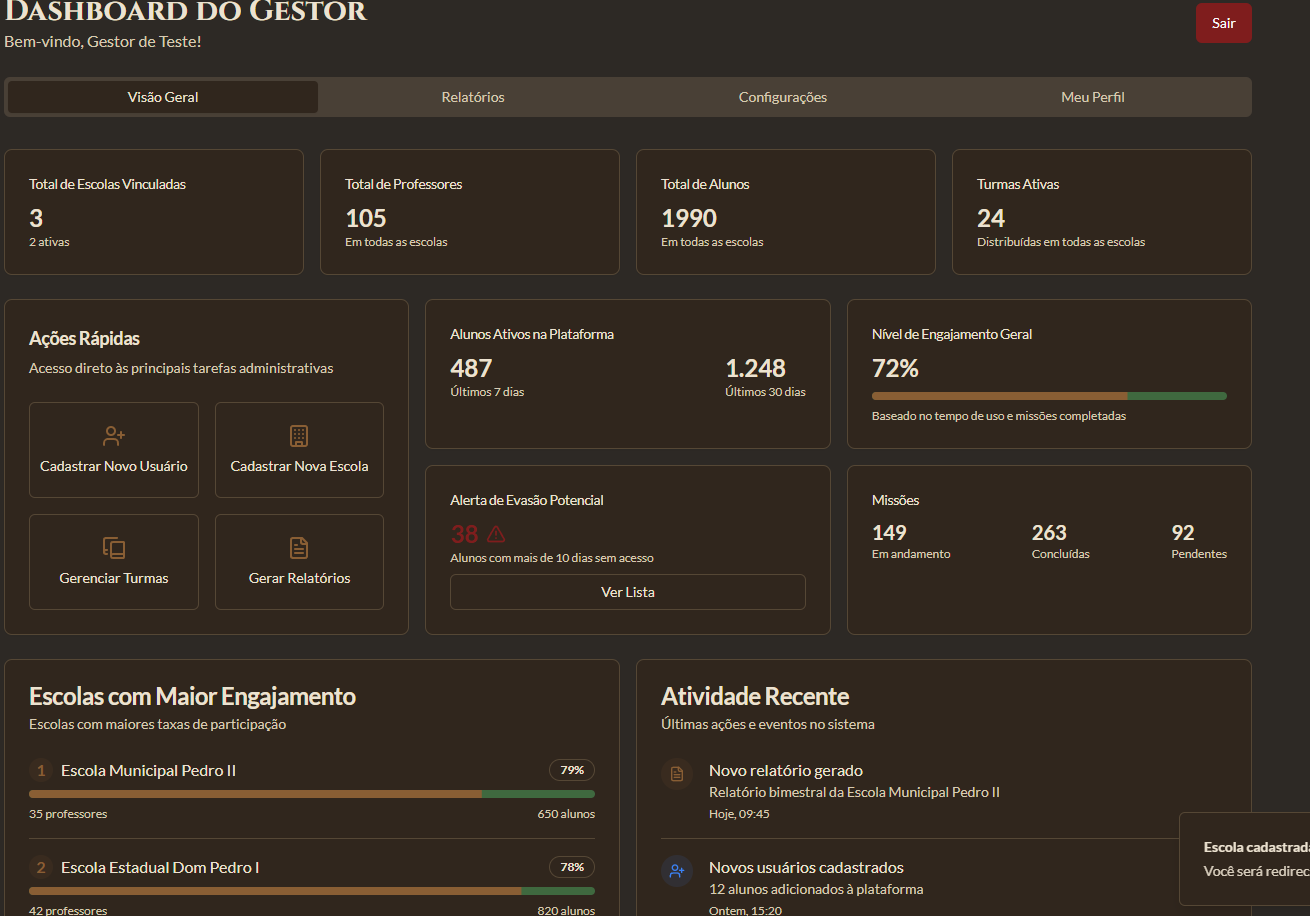 Dashboard do Gestor
Bem-vindo, Gestor de Teste!
Sair
Visão Geral
Relatórios
Configurações
Meu Perfil
Total de Escolas Vinculadas
3
2 ativas
Total de Professores
105
Em todas as escolas
Total de Alunos
1990
Em todas as escolas
Turmas Ativas
24
Distribuídas em todas as escolas
Ações Rápidas
Acesso direto às principais tarefas administrativas
Cadastrar Novo Usuário
Cadastrar Nova Escola
Gerenciar Turmas
Gerar Relatórios
Alunos Ativos na Plataforma
487
Últimos 7 dias
1.248
Últimos 30 dias
Nível de Engajamento Geral
72%
Baseado no tempo de uso e missões completadas
Alerta de Evasão Potencial
38
Alunos com mais de 10 dias sem acesso
Ver Lista
Missões
149
Em andamento
263
Concluídas
92
Pendentes
Escolas com Maior Engajamento
Escolas com maiores taxas de participação
1 Escola Municipal Pedro II 79%
35 professores 650 alunos
2 Escola Estadual Dom Pedro I 78%
42 professores 820 alunos
Atividade Recente
Últimas ações e eventos no sistema
Novo relatório gerado
Relatório bimestral da Escola Municipal Pedro II
Hoje, 09:45
Novos usuários cadastrados
12 alunos adicionados à plataforma
Ontem, 15:20
Escola cadastrada
Você será redirec